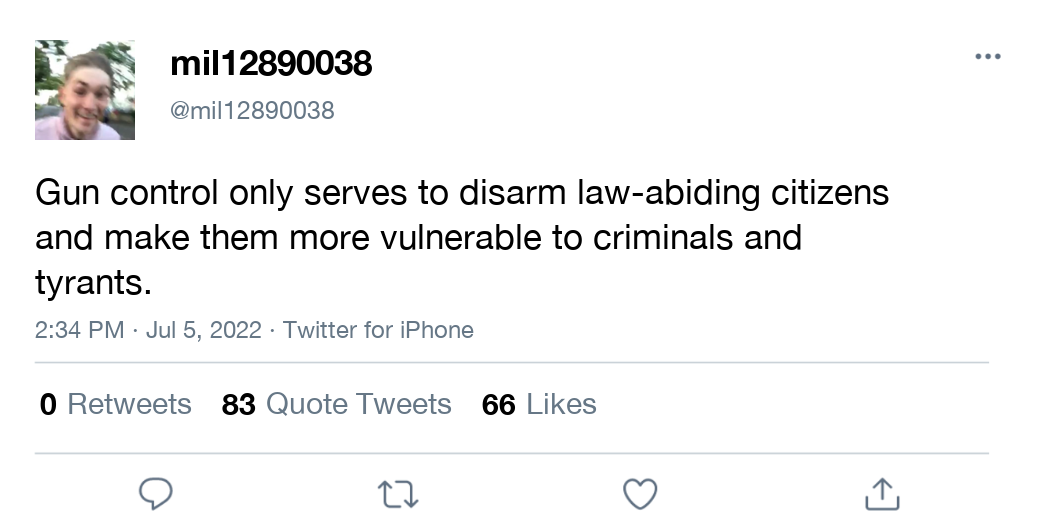 mil12890038
@mil12890038
Gun control only serves to disarm law-abiding citizens
and make them more vulnerable to criminals and
tyrants.
2:34 PM · Jul 5, 2022 · Twitter for iPhone
0 Retweets 83 Quote Tweets 66 Likes